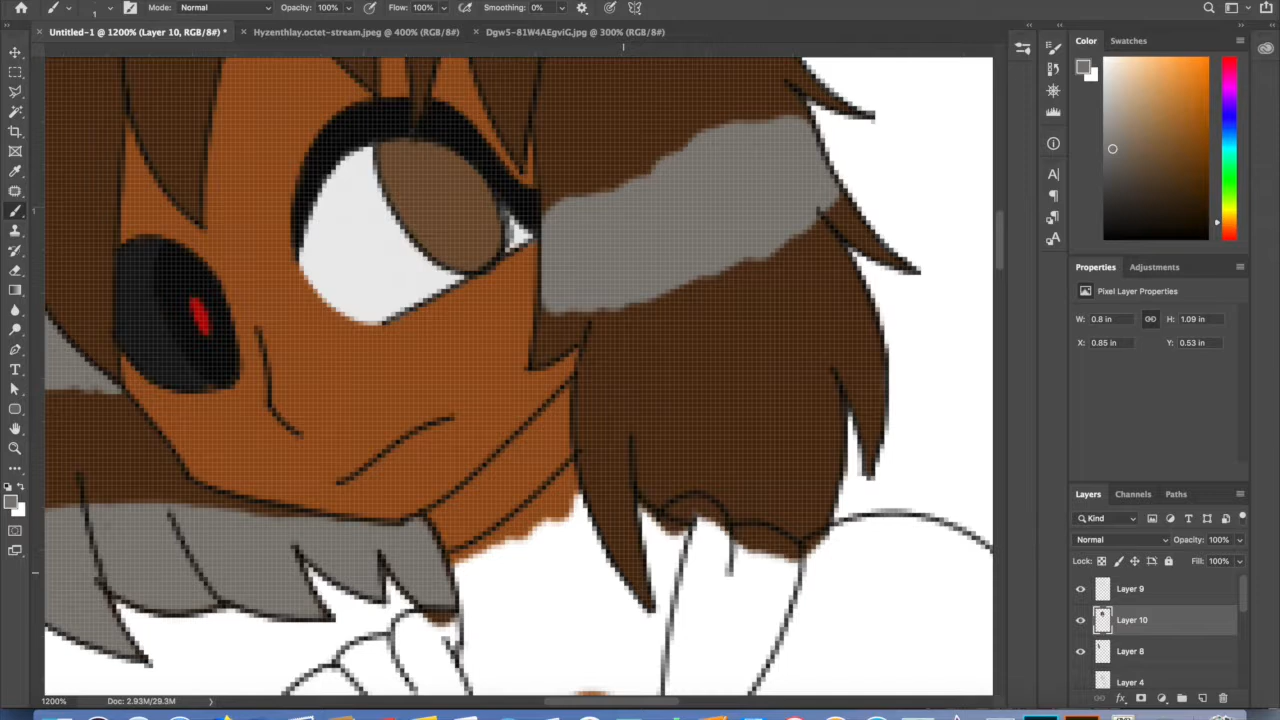 Mode: Normal Opacity: 100% Flow: 100% Smoothing: 0%
1
× Untitled-1 @ 1200% (Layer 10, RGB/8#) * × Hyzenthlay.octet-stream.jpeg @ 400% (RGB/8#) × Dgw5-81W4AEgviG.jpg @ 300% (RGB/8#)
Color Swatches
Properties Adjustments
Pixel Layer Properties
W: 0.8 in H: 1.09 in
X: 0.85 in Y: 0.53 in
Layers Channels Paths
Kind
Normal Opacity: 100%
Lock: Fill: 100%
Layer 9
Layer 10
Layer 8
Layer 4
1200% Doc: 2.93M/29.3M